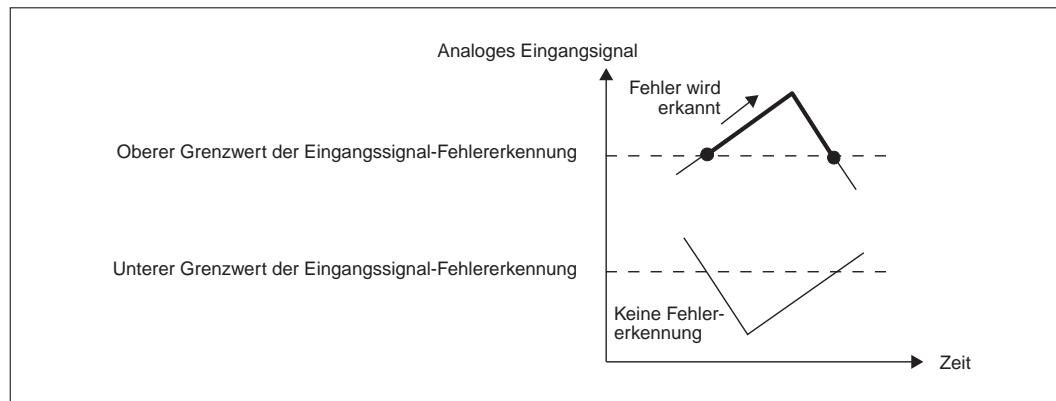 Analoges Eingangsignal
Fehler wird
erkannt
Oberer Grenzwert der Eingangssignal-Fehlererkennung
Unterer Grenzwert der Eingangssignal-Fehlererkennung
Keine Fehler-
erkennung
Zeit